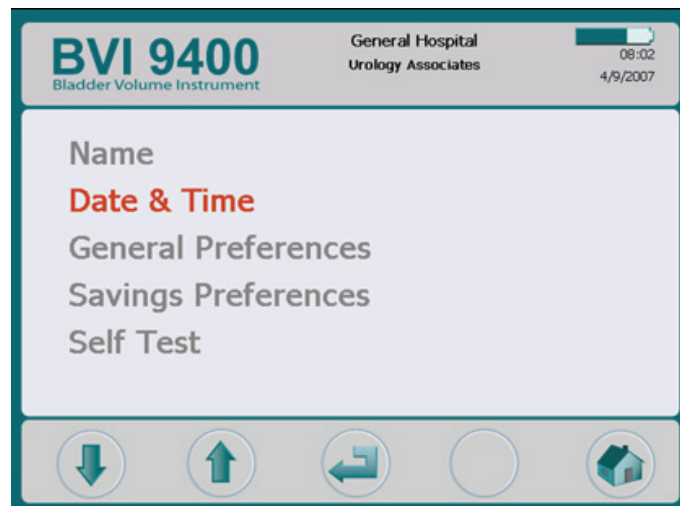 BVI 9400
Bladder Volume Instrument
General Hospital
Urology Associates
08:02
4/9/2007
Name
Date & Time
General Preferences
Savings Preferences
Self Test